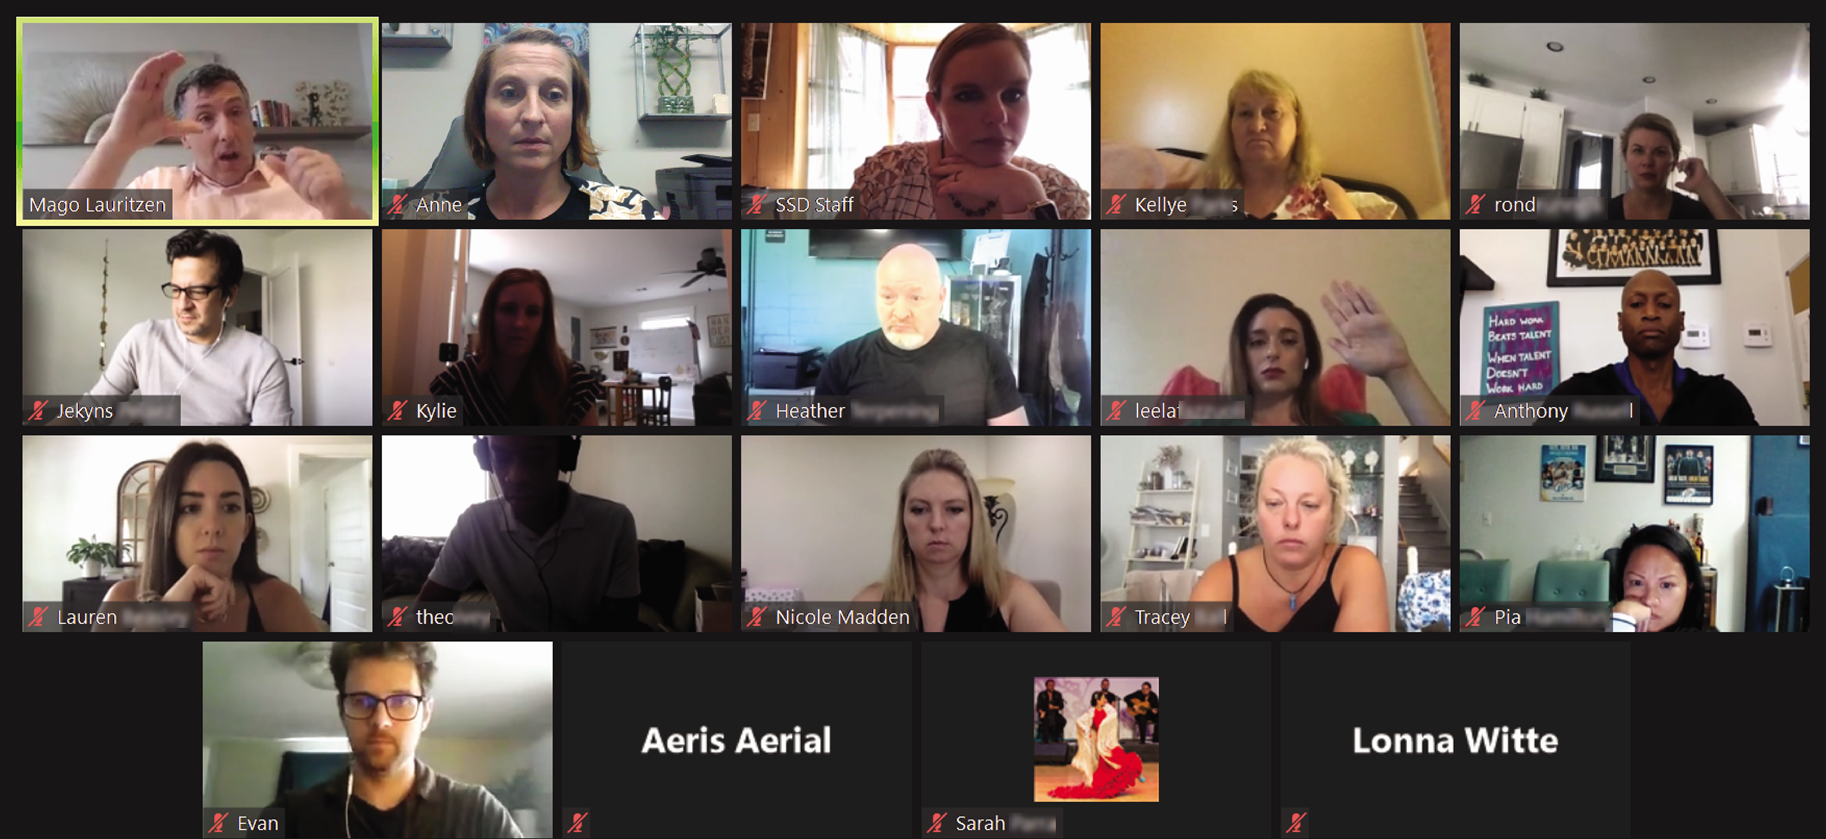 Mago Lauritzen
Anne
SSD Staff
Kellye
rond
Jekyns
Kylie
Heather
leela
Anthony
HARD WORK
BEATS TALENT
WHEN TALENT
DOESN'T
WORK HARD
Lauren
theo
Nicole Madden
Tracey
Pia
Evan
Aeris Aerial
Sarah
Lonna Witte